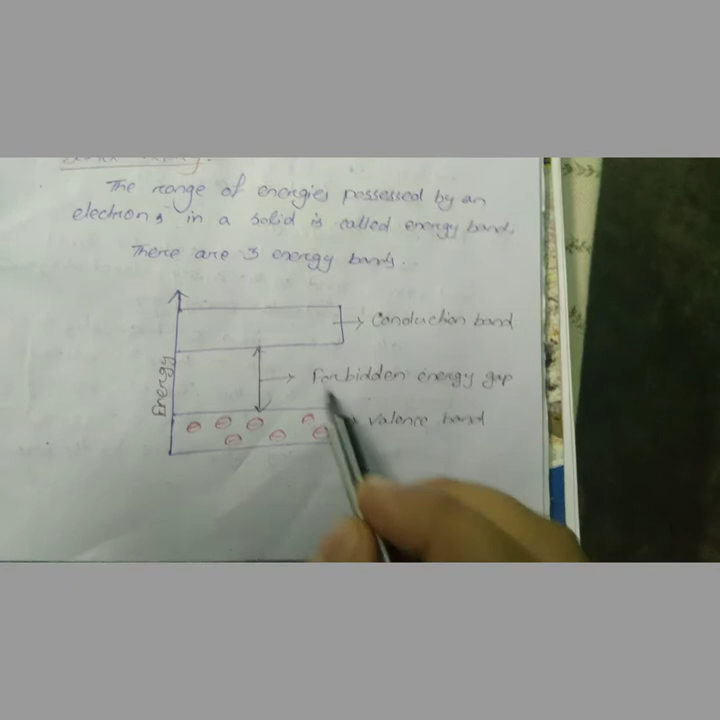 The range of energies possessed by an
electrons in a solid is called energy band.
There are 3 energy bands.
Conduction band
Forbidden energy gap
Valence band
Energy